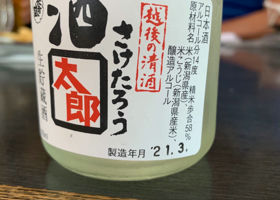 越後の清酒
さけたろう
酒
太郎
生貯蔵酒
日本酒
アルコール分14度 精米歩合58%
原材料名 米(新潟県産)
米こうじ(新潟県産米)、
醸造アルコール
製造年月 '21.3.